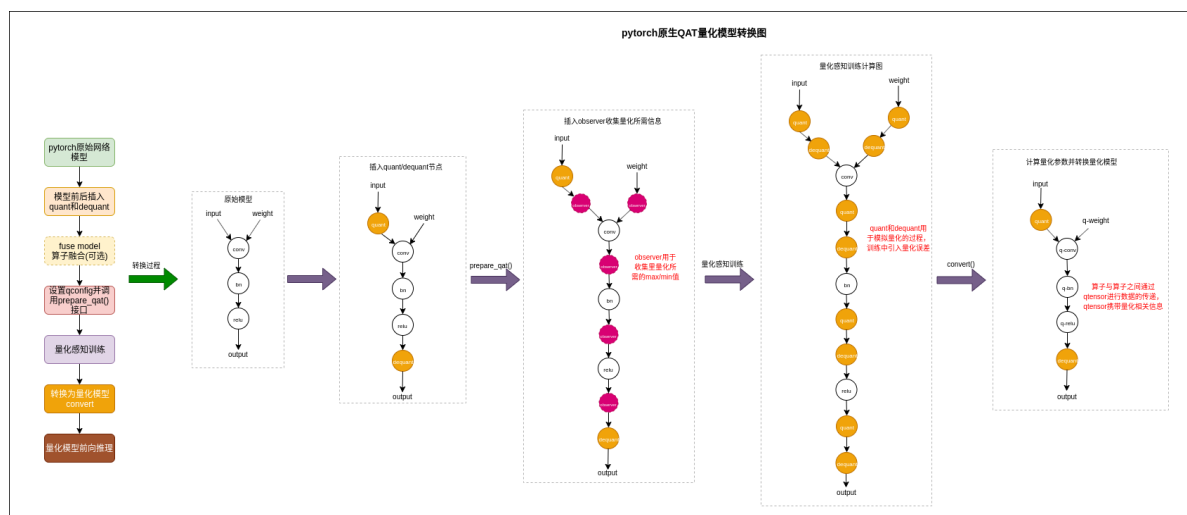 pytorch原生QAT量化模型转换图
pytorch原始网络
模型
模型前后插入
quant和dequant
fuse model
算子融合(可选)
设置qconfig并调
用prepare_qat()
接口
量化感知训练
转换为量化模型
convert
量化模型前向推理
转换过程
原始模型
input
weight
conv
bn
relu
output
插入quant/dequant节点
input
quant
weight
conv
bn
relu
dequant
output
prepare_qat()
插入observer收集量化所需信息
input
quant
weight
observer
observer
conv
observer
observer用于
收集里量化所
需的max/min值
bn
observer
relu
observer
dequant
output
量化感知训练
量化感知训练计算图
input
weight
quant
quant
dequant
dequant
conv
quant
quant和dequant用
于模拟量化的过程，
训练中引入量化误差
dequant
bn
quant
dequant
relu
quant
dequant
output
convert()
计算量化参数并转换量化模型
input
quant
q-weight
q-conv
q-bn
算子与算子之间通过
qtensor进行数据的传递，
qtensor携带量化相关信息
q-relu
dequant
output